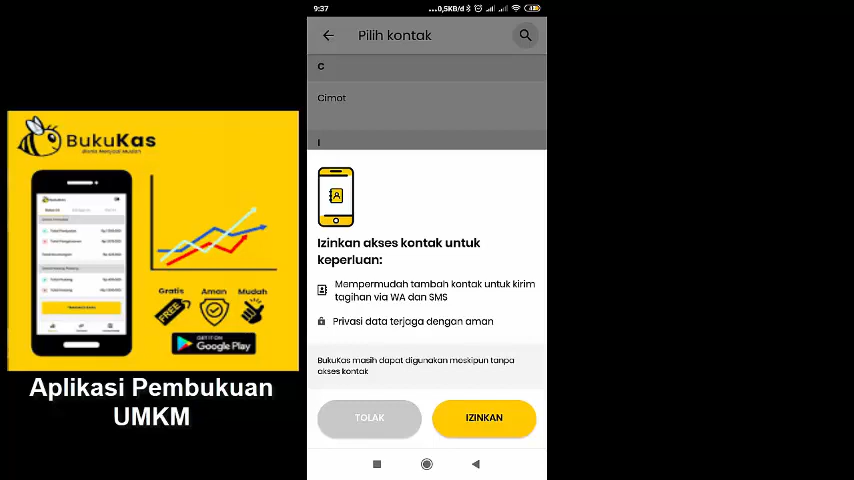 9:37
...0,5KB/d
Pilih kontak
C
Cimot
I
Izinkan akses kontak untuk
keperluan:
Mempermudah tambah kontak untuk kirim
tagihan via WA dan SMS
Privasi data terjaga dengan aman
BukuKas masih dapat digunakan meskipun tanpa
akses kontak
TOLAK
IZINKAN
BukuKas
Gratis Aman Mudah
FREE
GET IT ON
Google Play
Aplikasi Pembukuan
UMKM